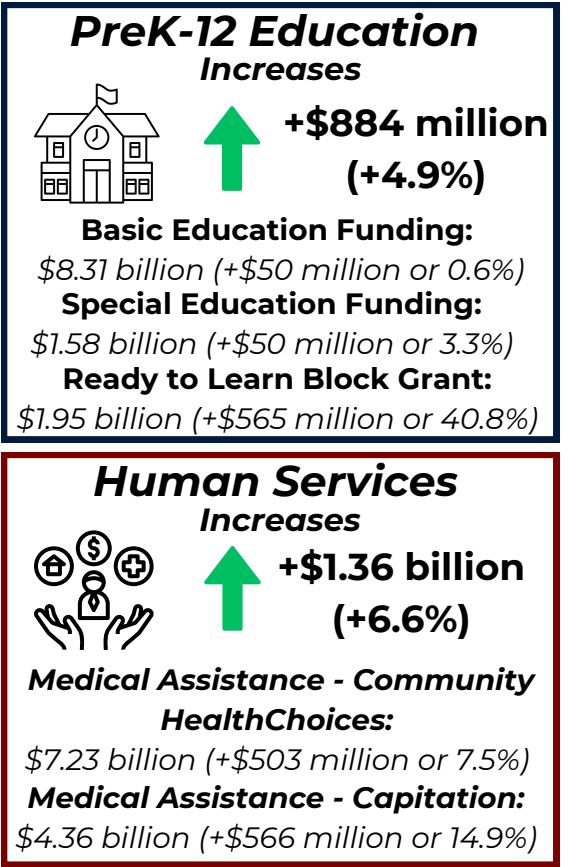 PreK-12 Education
Increases
+$884 million
(+4.9%)
Basic Education Funding:
$8.31 billion (+$50 million or 0.6%)
Special Education Funding:
$1.58 billion (+$50 million or 3.3%)
Ready to Learn Block Grant:
$1.95 billion (+$565 million or 40.8%)
Human Services
Increases
$
+$1.36 billion
(+6.6%)
Medical Assistance - Community
HealthChoices:
$7.23 billion (+$503 million or 7.5%)
Medical Assistance - Capitation:
$4.36 billion (+$566 million or 14.9%)